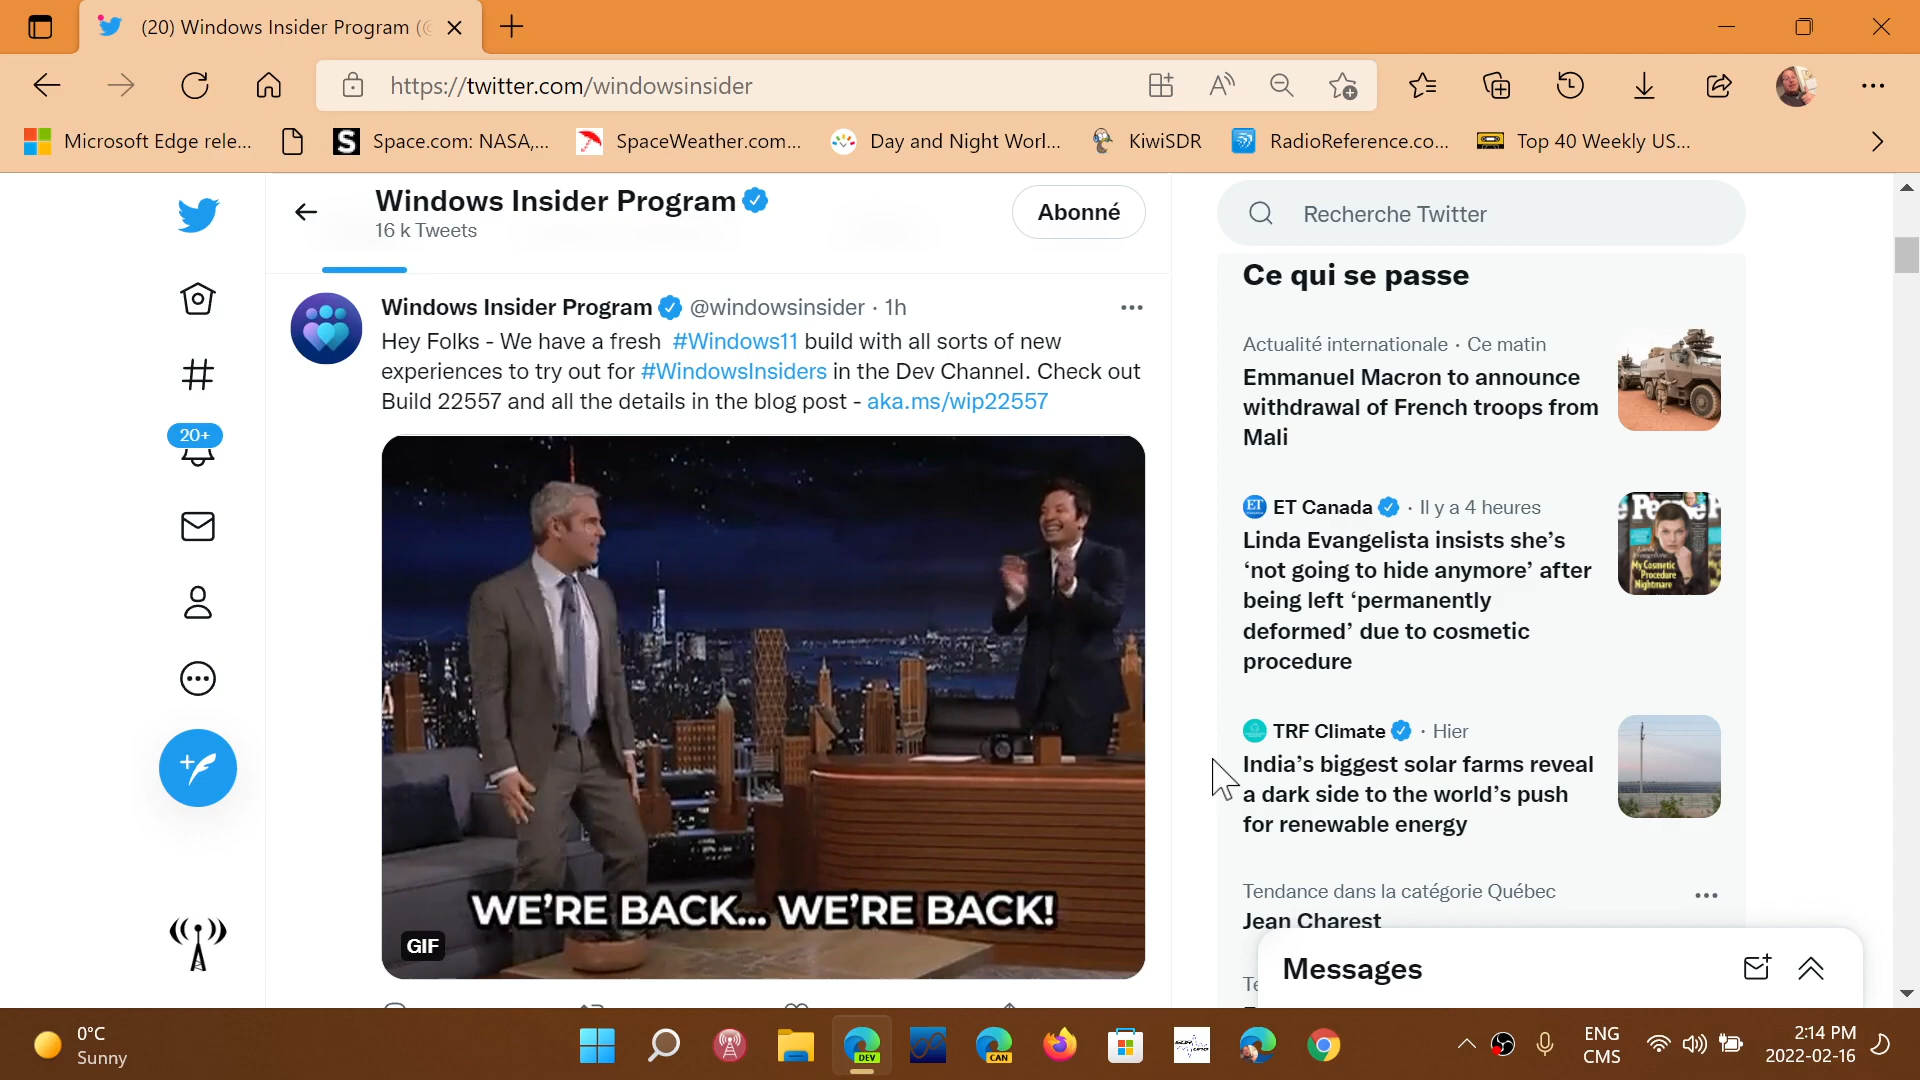 (20) Windows Insider Program (
https://twitter.com/windowsinsider
Microsoft Edge rele...
Space.com: NASA,...
SpaceWeather.com...
Day and Night Worl...
KiwiSDR
RadioReference.co...
Top 40 Weekly US...
Windows Insider Program
16 k Tweets
Abonné
Recherche Twitter
20+
Windows Insider Program @windowsinsider · 1h
Hey Folks - We have a fresh #Windows11 build with all sorts of new
experiences to try out for #WindowsInsiders in the Dev Channel. Check out
Build 22557 and all the details in the blog post - aka.ms/wip22557
WE'RE BACK... WE'RE BACK!
GIF
Ce qui se passe
Actualité internationale · Ce matin
Emmanuel Macron to announce
withdrawal of French troops from
Mali
ET Canada · Il y a 4 heures
Linda Evangelista insists she's
'not going to hide anymore' after
being left 'permanently
deformed' due to cosmetic
procedure
People
My Cosmetic
Procedure
Nightmare
TRF Climate · Hier
India's biggest solar farms reveal
a dark side to the world's push
for renewable energy
Tendance dans la catégorie Québec
Jean Charest
Te
Messages
0°C
Sunny
DEV
CAN
ENG
CMS
2:14 PM
2022-02-16